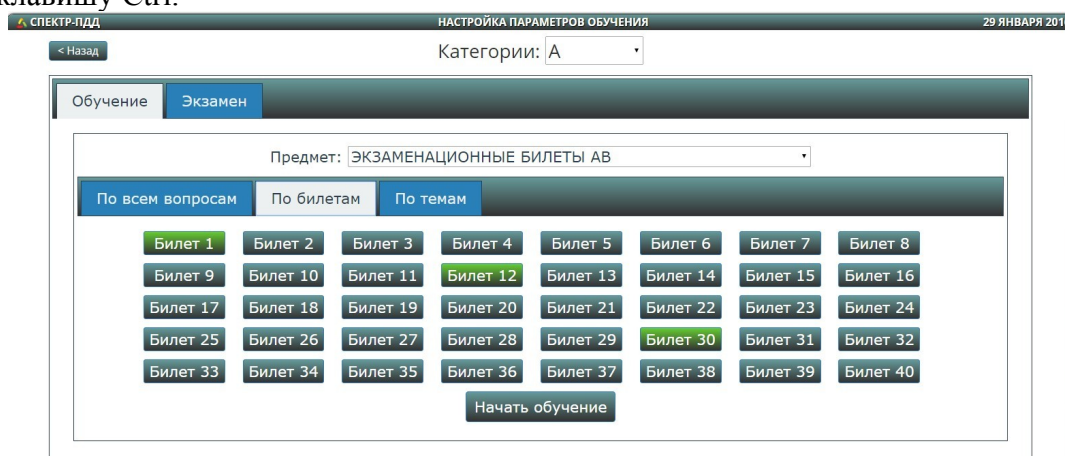 клавишу Ctrl.
СПЕКТР-ПДД НАСТРОЙКА ПАРАМЕТРОВ ОБУЧЕНИЯ 29 ЯНВАРЯ 201
< Назад Категории: A
Обучение Экзамен
Предмет: ЭКЗАМЕНАЦИОННЫЕ БИЛЕТЫ АВ
По всем вопросам По билетам По темам
Билет 1 Билет 2 Билет 3 Билет 4 Билет 5 Билет 6 Билет 7 Билет 8
Билет 9 Билет 10 Билет 11 Билет 12 Билет 13 Билет 14 Билет 15 Билет 16
Билет 17 Билет 18 Билет 19 Билет 20 Билет 21 Билет 22 Билет 23 Билет 24
Билет 25 Билет 26 Билет 27 Билет 28 Билет 29 Билет 30 Билет 31 Билет 32
Билет 33 Билет 34 Билет 35 Билет 36 Билет 37 Билет 38 Билет 39 Билет 40
Начать обучение